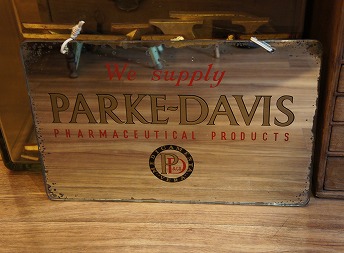 We supply
PARKE-DAVIS
PHARMACEUTICAL PRODUCTS